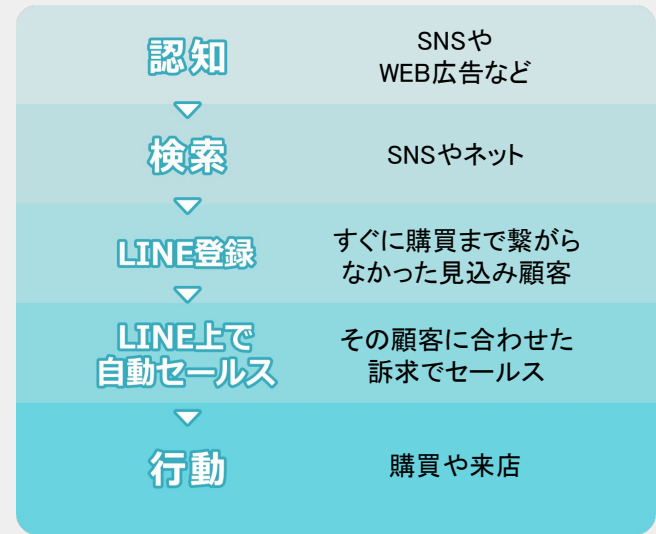 認知
SNSや
WEB広告など
検索
SNSやネット
LINE登録
すぐに購買まで繋がら
なかった見込み顧客
LINE上で
自動セールス
その顧客に合わせた
訴求でセールス
行動
購買や来店